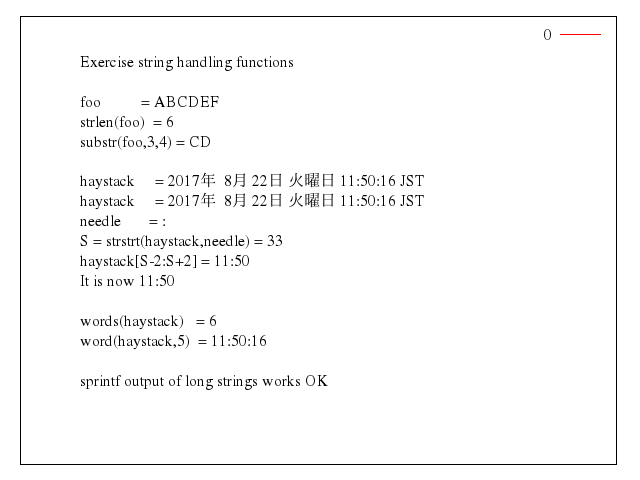 0
Exercise string handling functions
foo = ABCDEF
strlen(foo) = 6
substr(foo,3,4) = CD
haystack = 2017年 8月 22日 火曜日 11:50:16 JST
haystack = 2017年 8月 22日 火曜日 11:50:16 JST
needle = :
S = strstrt(haystack,needle) = 33
haystack[S-2:S+2] = 11:50
It is now 11:50
words(haystack) = 6
word(haystack,5) = 11:50:16
sprintf output of long strings works OK